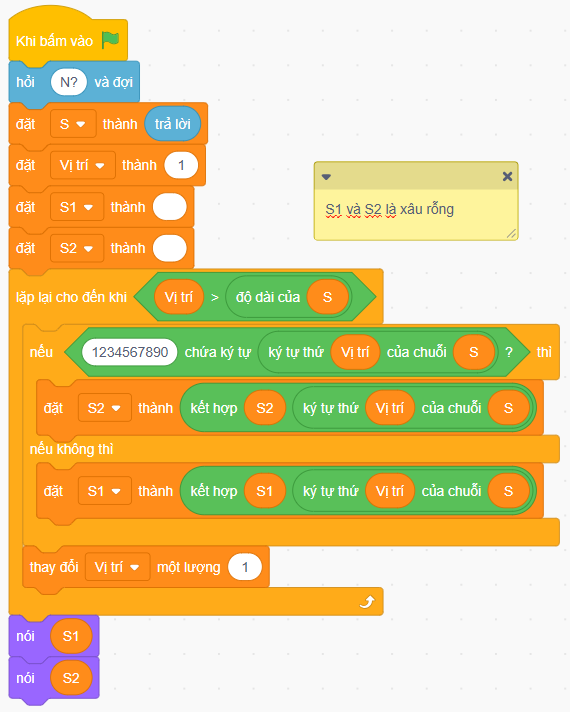 Khi bấm vào
hỏi N? và đợi
đặt S thành trả lời
đặt Vị trí thành 1
đặt S1 thành
đặt S2 thành
S1 và S2 là xâu rỗng
lặp lại cho đến khi Vị trí > độ dài của S
nếu 1234567890 chứa ký tự ký tự thứ Vị trí của chuỗi S ? thì
đặt S2 thành kết hợp S2 ký tự thứ Vị trí của chuỗi S
nếu không thì
đặt S1 thành kết hợp S1 ký tự thứ Vị trí của chuỗi S
thay đổi Vị trí một lượng 1
nói S1
nói S2